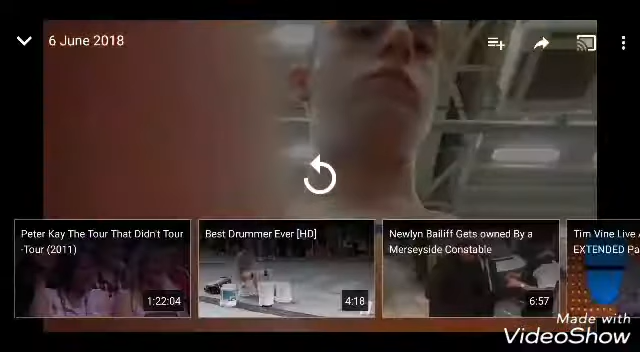 6 June 2018
Peter Kay The Tour That Didn't Tour
-Tour (2011)
1:22:04
Best Drummer Ever [HD]
4:18
Newlyn Bailiff Gets owned By a
Merseyside Constable
6:57
Tim Vine Live
EXTENDED Pa
Made with
VideoShow